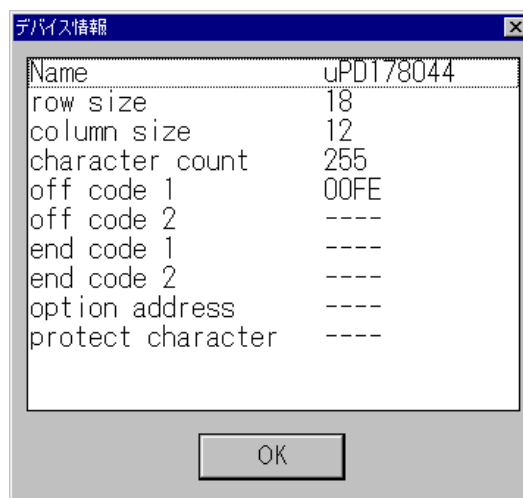 デバイス情報
Name uPD178044
row size 18
column size 12
character count 255
off code 1 00FE
off code 2 ----
end code 1 ----
end code 2 ----
option address ----
protect character ----
OK